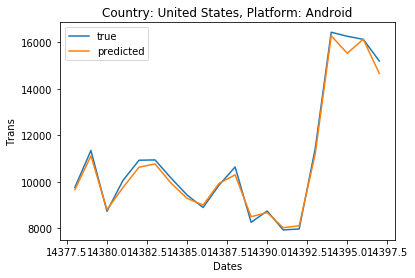 Country: United States, Platform: Android
true
predicted
16000
14000
12000
10000
8000
Trans
14377.5 14380.0 14382.5 14385.0 14387.5 14390.0 14392.5 14395.0 14397.5
Dates